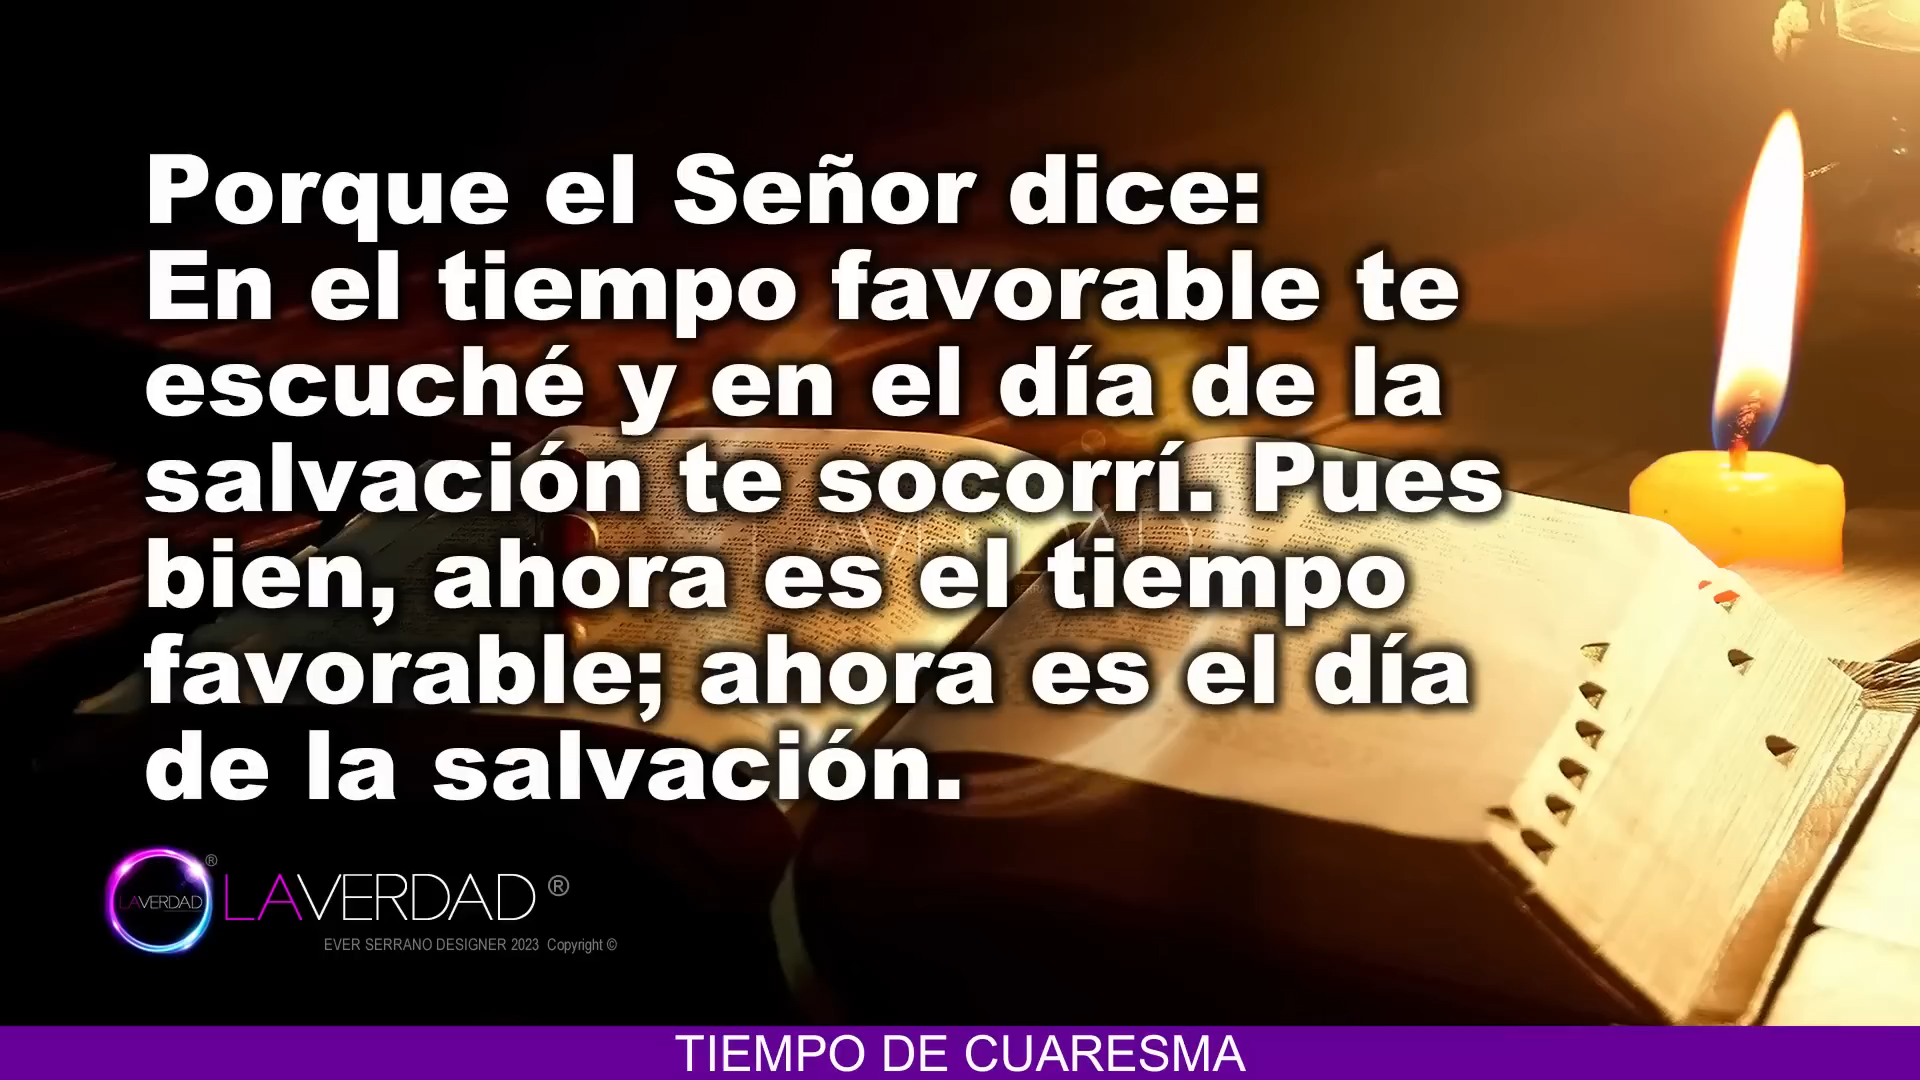 Porque el Señor dice:
En el tiempo favorable te
escuché y en el día de la
salvación te socorrí. Pues
bien, ahora es el tiempo
favorable; ahora es el día
de la salvación.
LAVERDAD ®
LAVERDAD ®
EVER SERRANO DESIGNER 2023 Copyright ©
TIEMPO DE CUARESMA